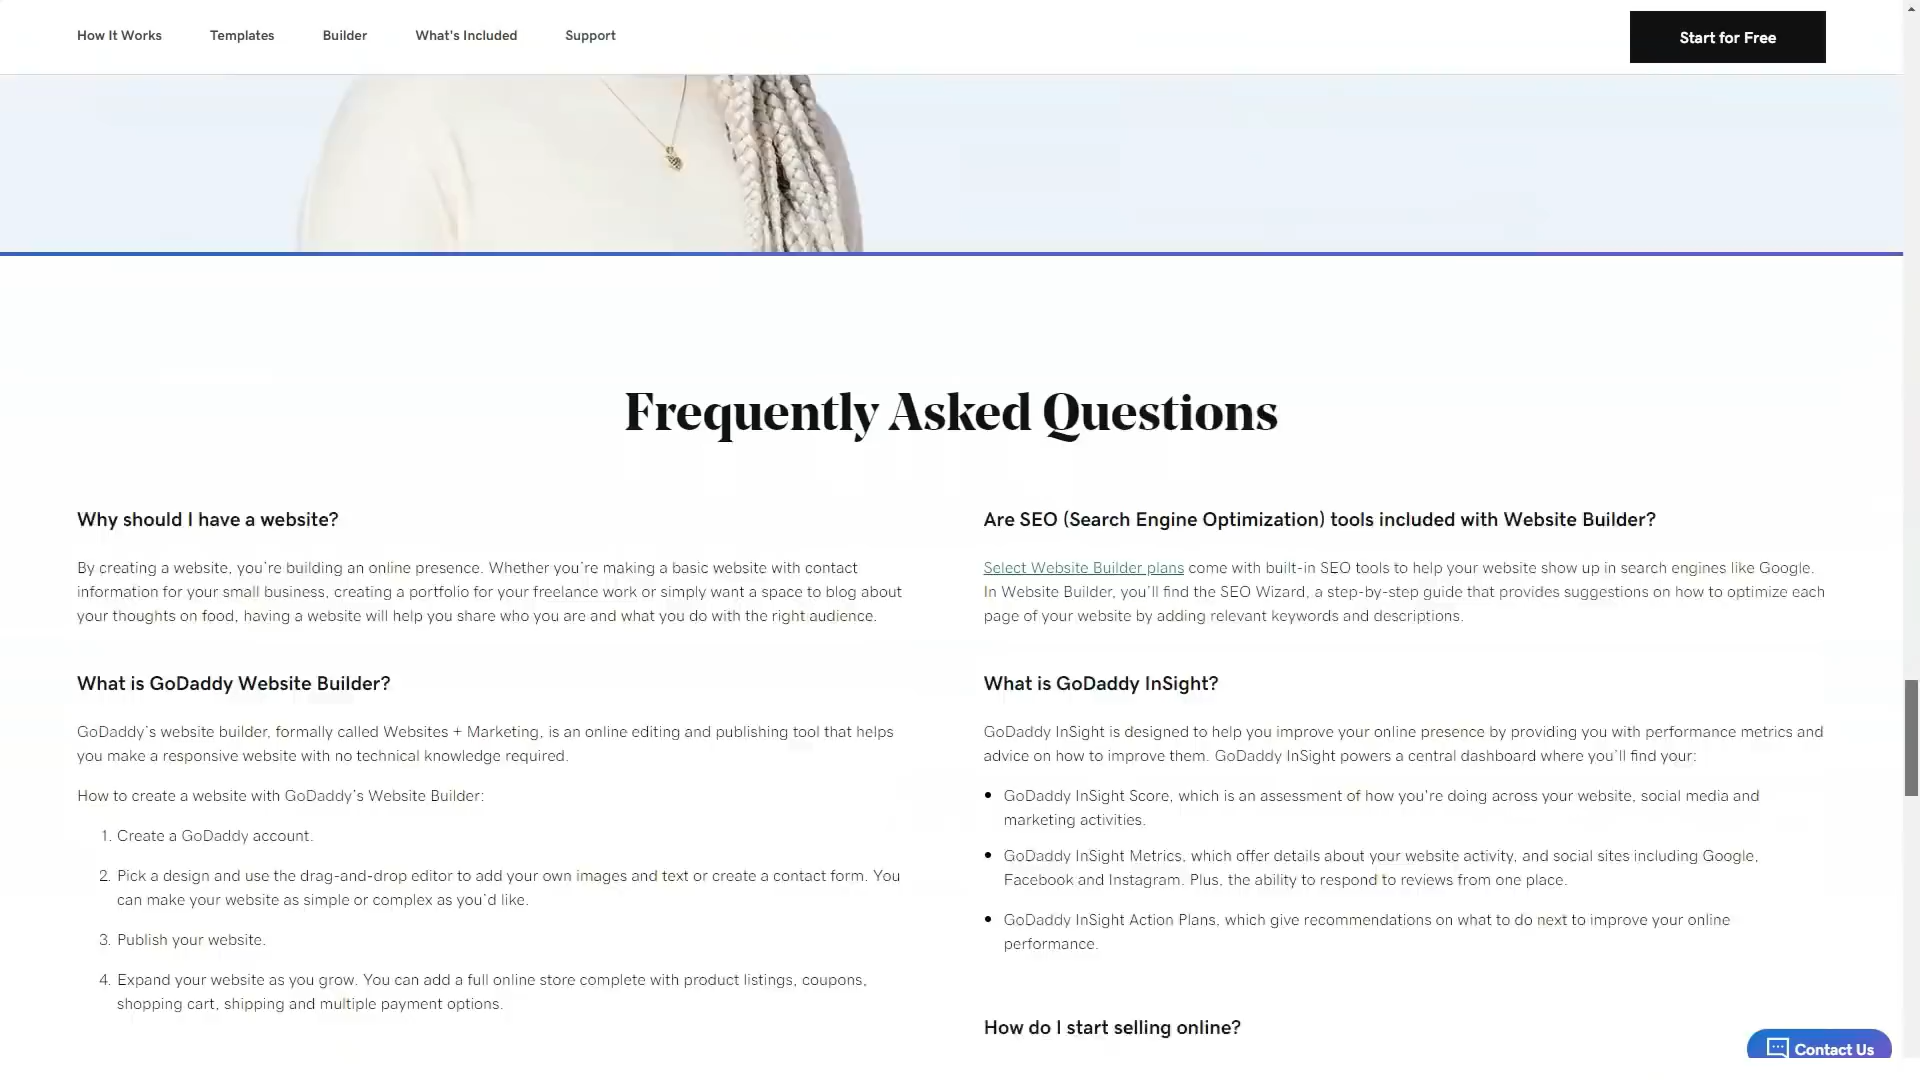 How It Works
Templates
Builder
What's Included
Support
Start for Free
Frequently Asked Questions
Why should I have a website?
By creating a website, you're building an online presence. Whether you're making a basic website with contact
information for your small business, creating a portfolio for your freelance work or simply want a space to blog about
your thoughts on food, having a website will help you share who you are and what you do with the right audience.
What is GoDaddy Website Builder?
GoDaddy's website builder, formally called Websites + Marketing, is an online editing and publishing tool that helps
you make a responsive website with no technical knowledge required.
How to create a website with GoDaddy's Website Builder:
1. Create a GoDaddy account.
2. Pick a design and use the drag-and-drop editor to add your own images and text or create a contact form. You
can make your website as simple or complex as you'd like.
3. Publish your website.
4. Expand your website as you grow. You can add a full online store complete with product listings, coupons,
shopping cart, shipping and multiple payment options.
Are SEO (Search Engine Optimization) tools included with Website Builder?
Select Website Builder plans come with built-in SEO tools to help your website show up in search engines like Google.
In Website Builder, you'll find the SEO Wizard, a step-by-step guide that provides suggestions on how to optimize each
page of your website by adding relevant keywords and descriptions.
What is GoDaddy InSight?
GoDaddy InSight is designed to help you improve your online presence by providing you with performance metrics and
advice on how to improve them. GoDaddy InSight powers a central dashboard where you'll find your:
• GoDaddy InSight Score, which is an assessment of how you're doing across your website, social media and
marketing activities.
• GoDaddy InSight Metrics, which offer details about your website activity, and social sites including Google,
Facebook and Instagram. Plus, the ability to respond to reviews from one place.
• GoDaddy InSight Action Plans, which give recommendations on what to do next to improve your online
performance.
How do I start selling online?
Contact Us